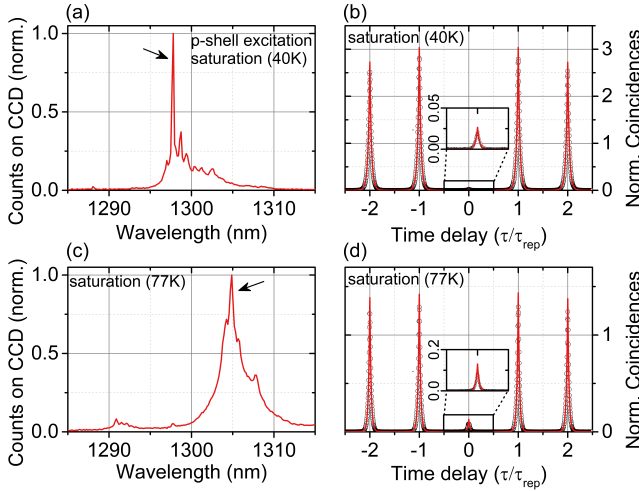 (a)
p-shell excitation
saturation (40K)
Counts on CCD (norm.)
1.0
0.5
0.0
1290 1300 1310
Wavelength (nm)
(b)
saturation (40K)
0.05
0.00
3
2
1
0
Norm. Coincidences
-2 -1 0 1 2
Time delay (τ/τrep)
(c)
saturation (77K)
Counts on CCD (norm.)
1.0
0.5
0.0
1290 1300 1310
Wavelength (nm)
(d)
saturation (77K)
0.2
0.0
1
0
Norm. Coincidences
-2 -1 0 1 2
Time delay (τ/τrep)